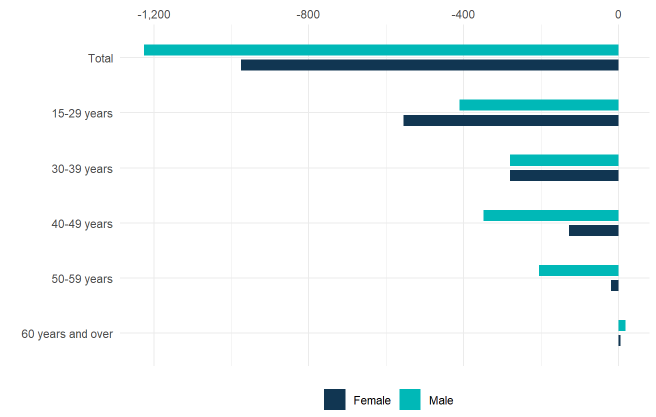 -1,200 -800 -400 0
Total
15-29 years
30-39 years
40-49 years
50-59 years
60 years and over
Female Male